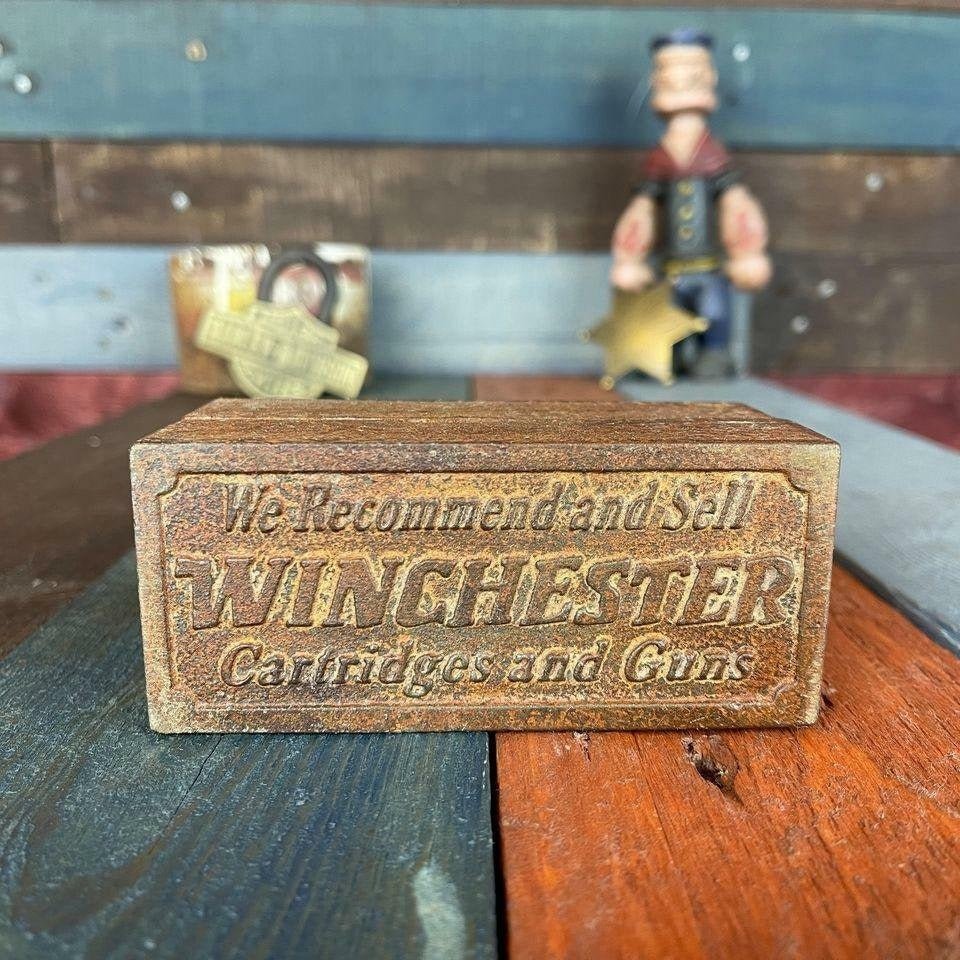 We Recommend and Sell
WINCHESTER
Cartridges and Guns